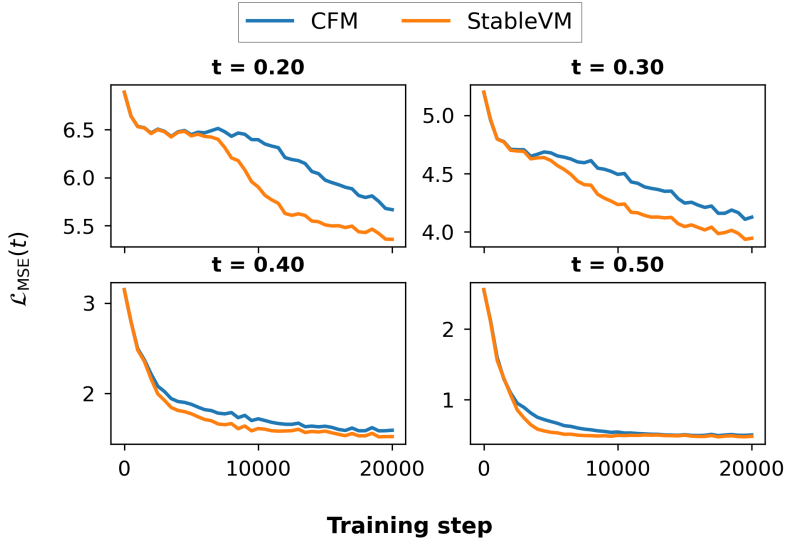 CFM StableVM
t = 0.20 t = 0.30
6.5
6.0
5.5
5.0
4.5
4.0
ℒMSE(t)
t = 0.40 t = 0.50
3
2
2
1
0 10000 20000 0 10000 20000
Training step